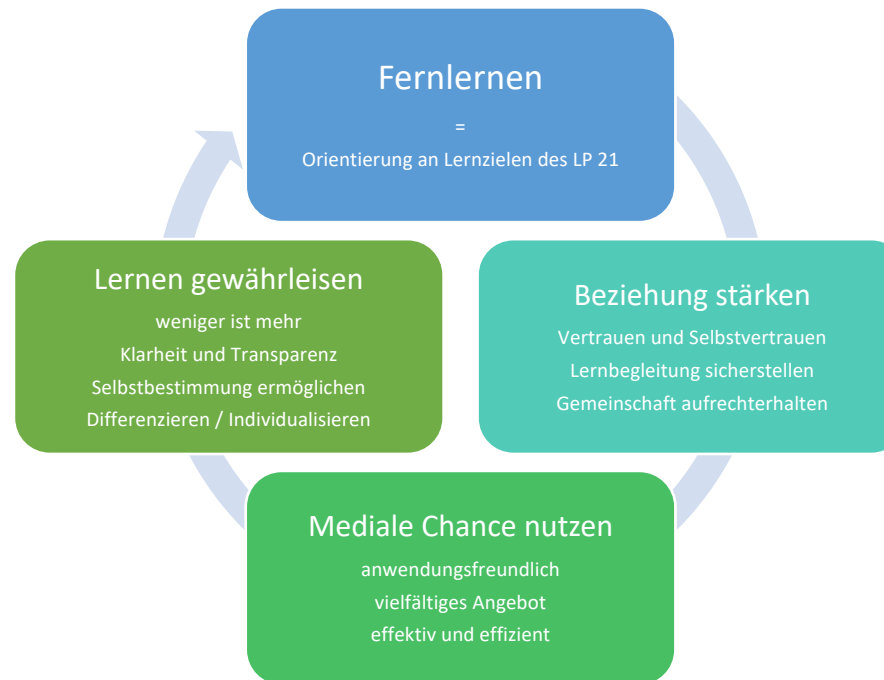 Fernlernen
=
Orientierung an Lernzielen des LP 21
Lernen gewährleisen
weniger ist mehr
Klarheit und Transparenz
Selbstbestimmung ermöglichen
Differenzieren / Individualisieren
Beziehung stärken
Vertrauen und Selbstvertrauen
Lernbegleitung sicherstellen
Gemeinschaft aufrechterhalten
Mediale Chance nutzen
anwendungsfreundlich
vielfältiges Angebot
effektiv und effizient